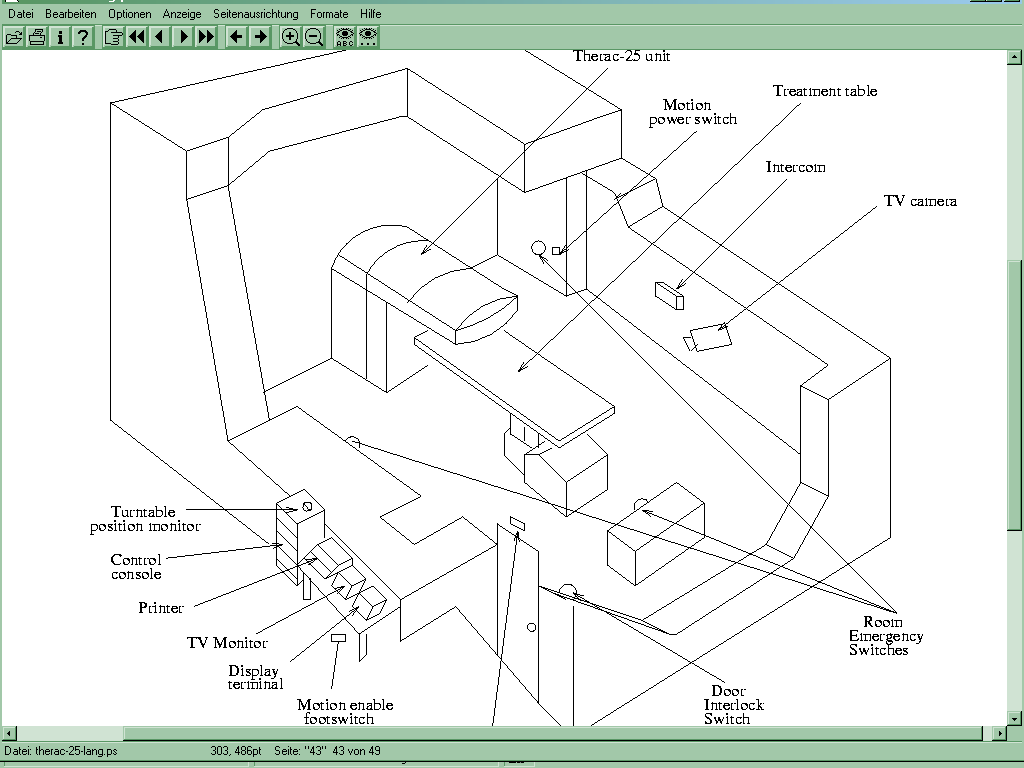 Datei Bearbeiten Optionen Anzeige Seitenausrichtung Formate Hilfe
ABC
Therac-25 unit
Treatment table
Motion
power switch
Intercom
TV camera
Turntable
position monitor
Control
console
Printer
TV Monitor
Display
terminal
Motion enable
footswitch
Room
Emergency
Switches
Door
Interlock
Switch
Datei: therac-25-lang.ps 303, 486pt Seite: "43" 43 von 49